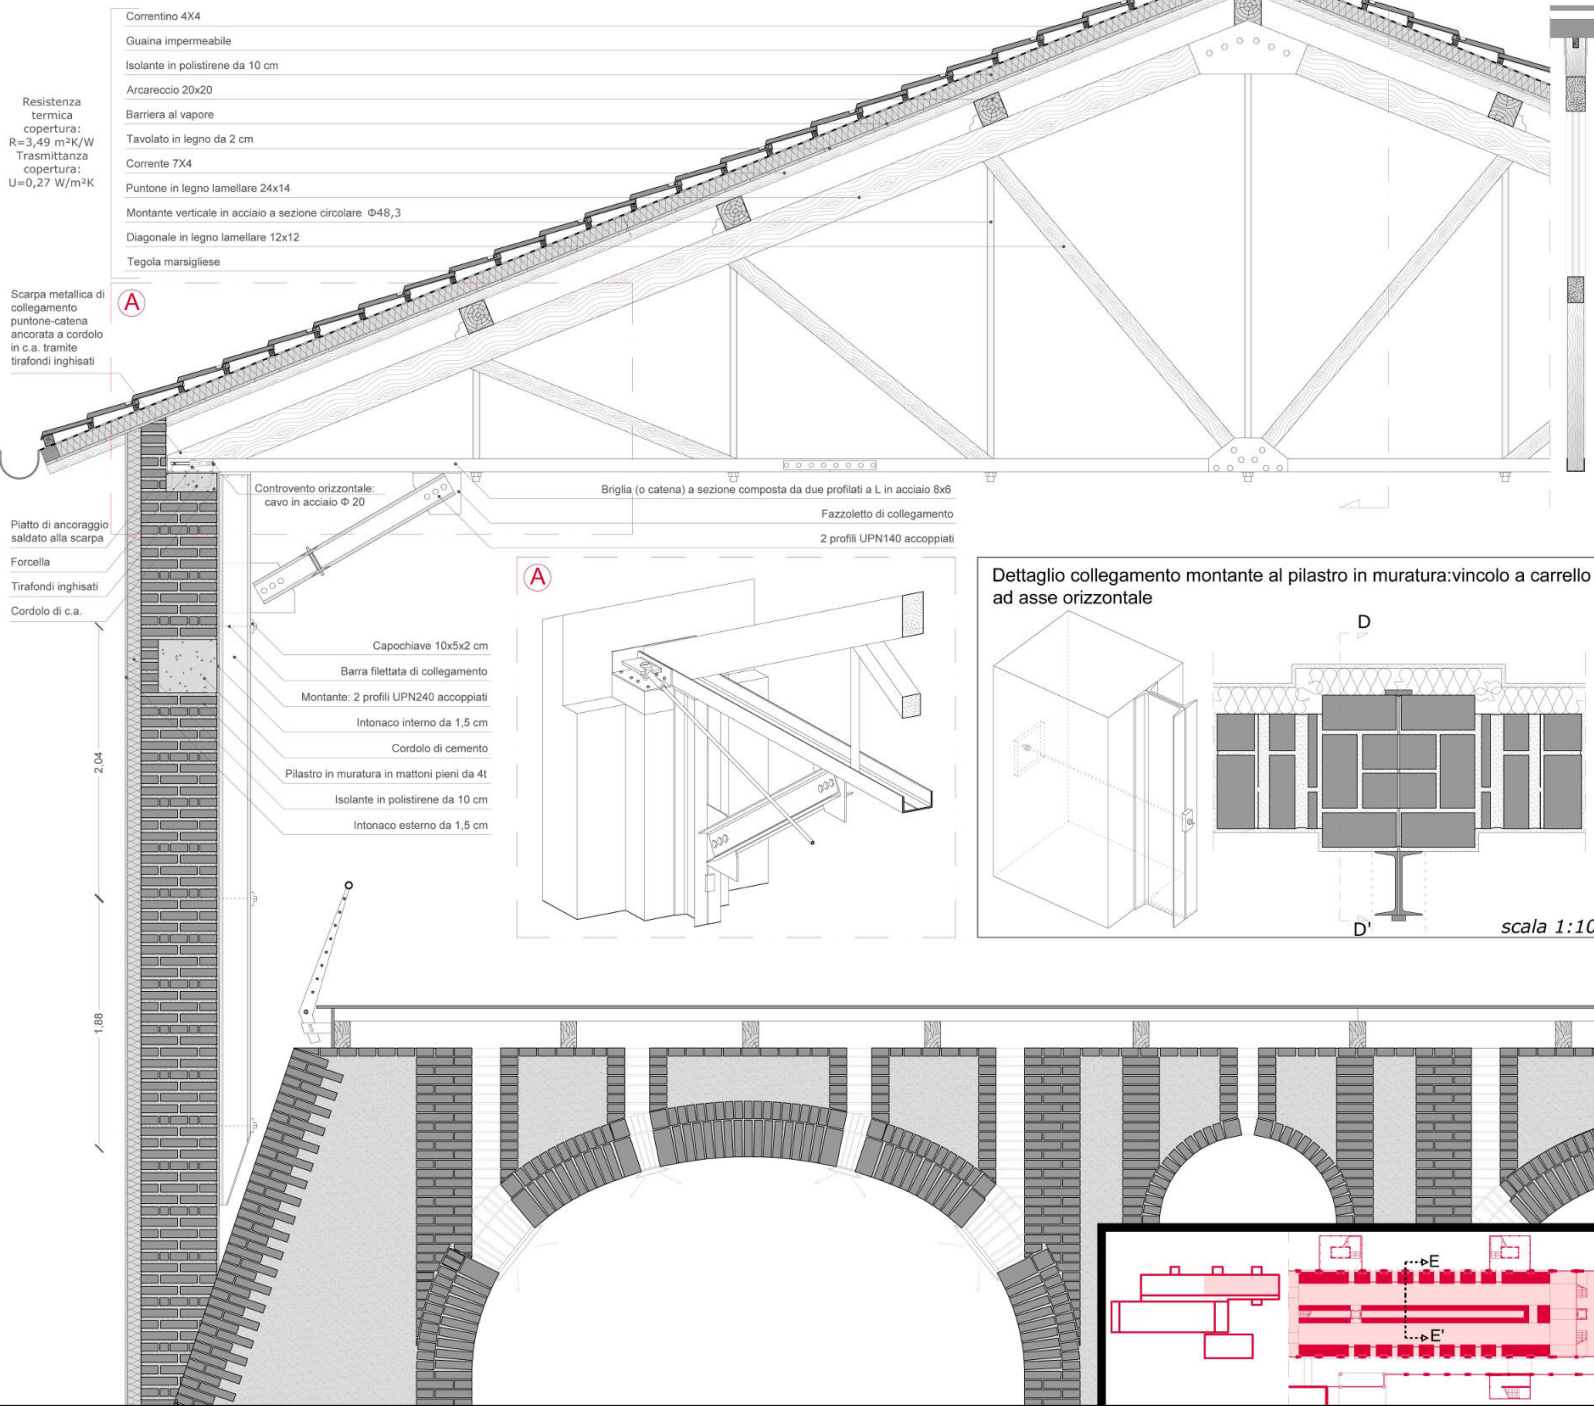 Correntino 4X4
Guaina impermeabile
Isolante in polistirene da 10 cm
Arcareccio 20x20
Barriera al vapore
Tavolato in legno da 2 cm
Corrente 7X4
Puntone in legno lamellare 24x14
Montante verticale in acciaio a sezione circolare Φ48,3
Diagonale in legno lamellare 12x12
Tegola marsigliese
Resistenza
termica
copertura:
R=3,49 m²K/W
Trasmittanza
copertura:
U=0,27 W/m²K
A
Scarpa metallica di
collegamento
puntone-catena
ancorata a cordolo
in c.a. tramite
tirafondi inghisati
Controvento orizzontale:
cavo in acciaio Φ 20
Briglia (o catena) a sezione composta da due profilati a L in acciaio 8x6
Fazzoletto di collegamento
2 profili UPN140 accoppiati
Piatto di ancoraggio
saldato alla scarpa
Forcella
Tirafondi inghisati
Cordolo di c.a.
Capochiave 10x5x2 cm
Barra filettata di collegamento
Montante: 2 profili UPN240 accoppiati
Intonaco interno da 1,5 cm
Cordolo di cemento
Pilastro in muratura in mattoni pieni da 4t
Isolante in polistirene da 10 cm
Intonaco esterno da 1,5 cm
2,04
1,88
A
Dettaglio collegamento montante al pilastro in muratura:vincolo a carrello
ad asse orizzontale
D
D'
scala 1:10
E
E'